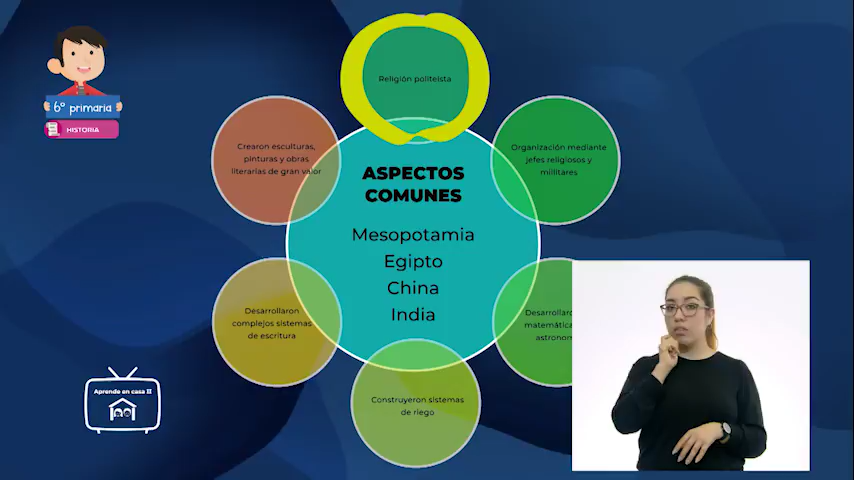 6° primaria
HISTORIA
Religión politeísta
Crearon esculturas,
pinturas y obras
literarias de gran valor
Organización mediante
jefes religiosos y
militares
ASPECTOS
COMUNES
Mesopotamia
Egipto
China
India
Desarrollaron
complejos sistemas
de escritura
Construyeron sistemas
de riego
Aprende en casa II